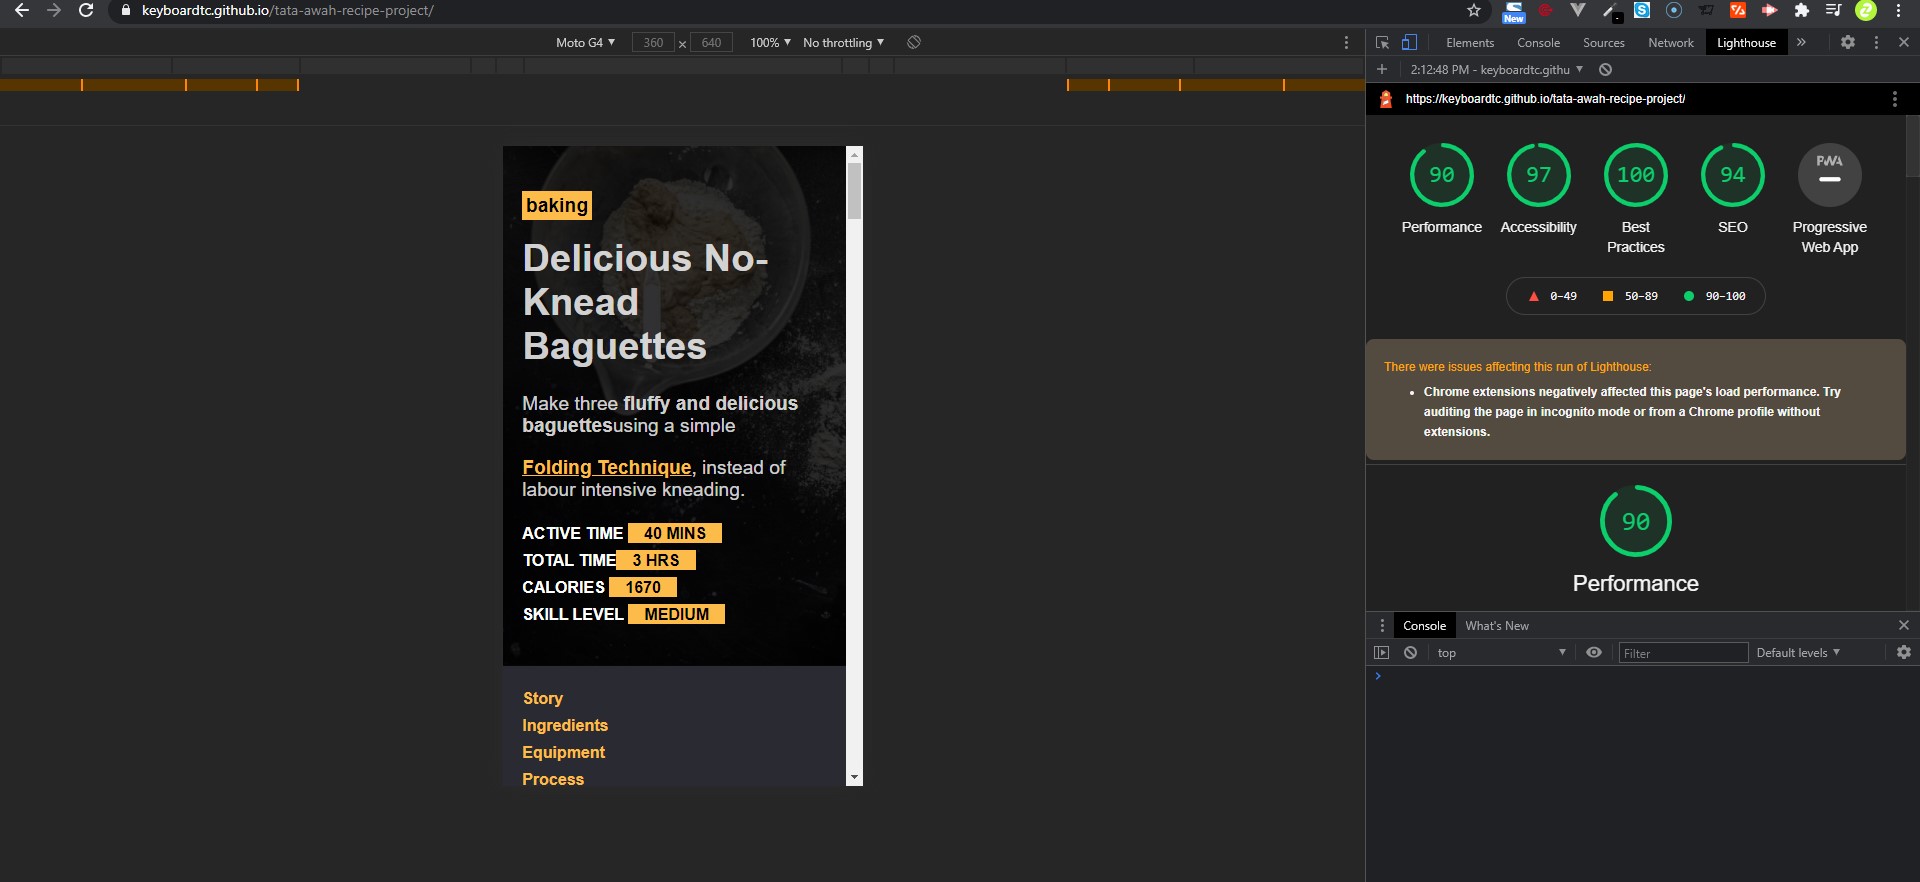 keyboardtc.github.io/tata-awah-recipe-project/
New
Moto G4 ▼ 360 × 640 100% ▼ No throttling ▼
Elements Console Sources Network Lighthouse »
2:12:48 PM - keyboardtc.githu ▼
https://keyboardtc.github.io/tata-awah-recipe-project/
90 97 100 94 PWA
Performance Accessibility Best Practices SEO Progressive Web App
0–49 50–89 90–100
There were issues affecting this run of Lighthouse:
• Chrome extensions negatively affected this page's load performance. Try
auditing the page in incognito mode or from a Chrome profile without
extensions.
90
Performance
Console What's New
top ▼ Filter Default levels ▼
baking
Delicious No-
Knead
Baguettes
Make three fluffy and delicious
baguettesusing a simple
Folding Technique, instead of
labour intensive kneading.
ACTIVE TIME 40 MINS
TOTAL TIME 3 HRS
CALORIES 1670
SKILL LEVEL MEDIUM
Story
Ingredients
Equipment
Process